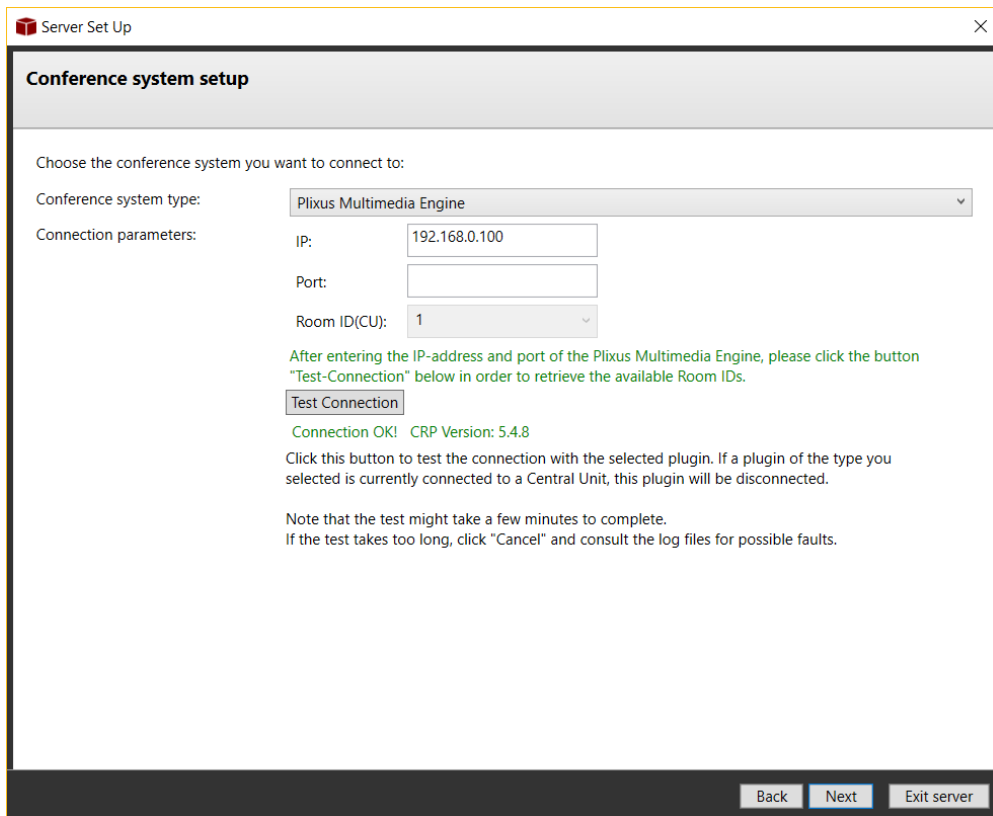 Server Set Up
Conference system setup
Choose the conference system you want to connect to:
Conference system type:
Plixus Multimedia Engine
Connection parameters:
IP:
192.168.0.100
Port:
Room ID(CU):
1
After entering the IP-address and port of the Plixus Multimedia Engine, please click the button
"Test-Connection" below in order to retrieve the available Room IDs.
Test Connection
Connection OK! CRP Version: 5.4.8
Click this button to test the connection with the selected plugin. If a plugin of the type you
selected is currently connected to a Central Unit, this plugin will be disconnected.
Note that the test might take a few minutes to complete.
If the test takes too long, click "Cancel" and consult the log files for possible faults.
Back
Next
Exit server